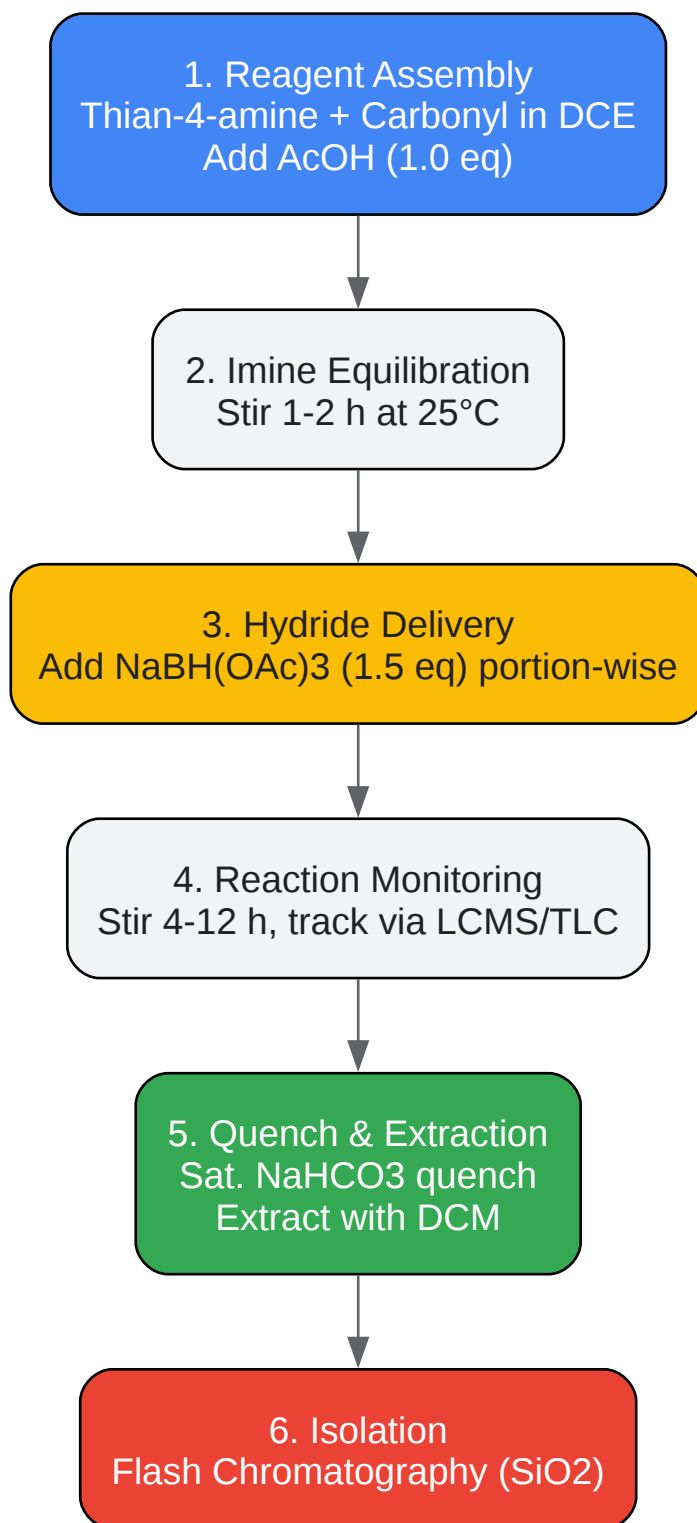 1. Reagent Assembly
Thian-4-amine + Carbonyl in DCE
Add AcOH (1.0 eq)
2. Imine Equilibration
Stir 1-2 h at 25°C
3. Hydride Delivery
Add NaBH(OAc)3 (1.5 eq) portion-wise
4. Reaction Monitoring
Stir 4-12 h, track via LCMS/TLC
5. Quench & Extraction
Sat. NaHCO3 quench
Extract with DCM
6. Isolation
Flash Chromatography (SiO2)